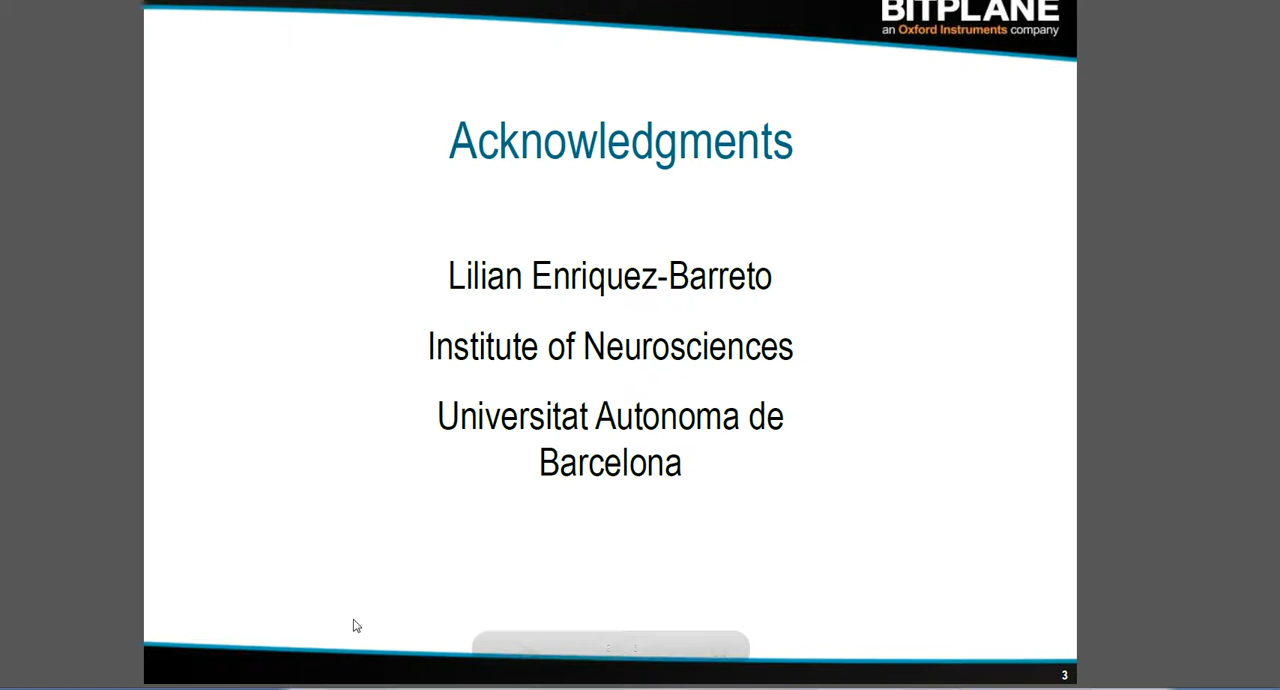 BITPLANE
an Oxford Instruments company
Acknowledgments
Lilian Enriquez-Barreto
Institute of Neurosciences
Universitat Autonoma de
Barcelona
3